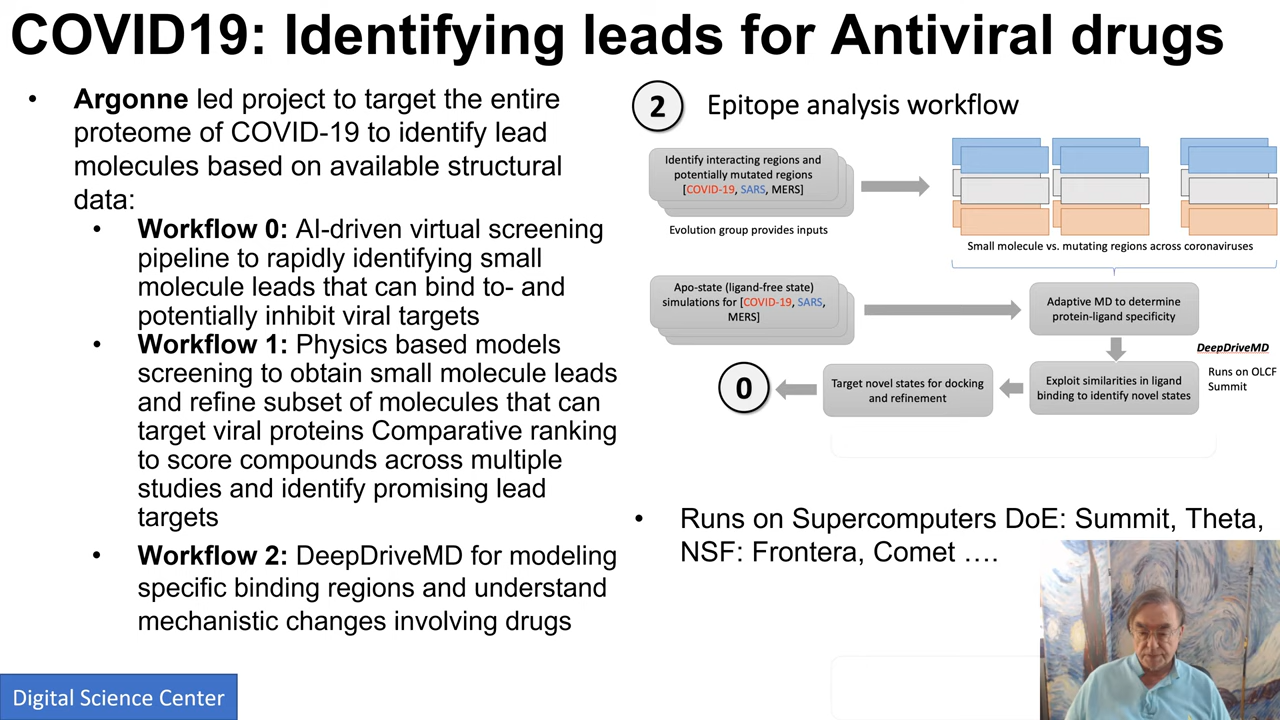 COVID19: Identifying leads for Antiviral drugs
• Argonne led project to target the entire
proteome of COVID-19 to identify lead
molecules based on available structural
data:
• Workflow 0: AI-driven virtual screening
pipeline to rapidly identifying small
molecule leads that can bind to- and
potentially inhibit viral targets
• Workflow 1: Physics based models
screening to obtain small molecule leads
and refine subset of molecules that can
target viral proteins Comparative ranking
to score compounds across multiple
studies and identify promising lead
targets
• Workflow 2: DeepDriveMD for modeling
specific binding regions and understand
mechanistic changes involving drugs
2 Epitope analysis workflow
Identify interacting regions and
potentially mutated regions
[COVID-19, SARS, MERS]
Evolution group provides inputs
Small molecule vs. mutating regions across coronaviruses
Apo-state (ligand-free state)
simulations for [COVID-19, SARS,
MERS]
Adaptive MD to determine
protein-ligand specificity
DeepDriveMD
Runs on OLCF
Summit
Exploit similarities in ligand
binding to identify novel states
Target novel states for docking
and refinement
0
• Runs on Supercomputers DoE: Summit, Theta,
NSF: Frontera, Comet ….
Digital Science Center